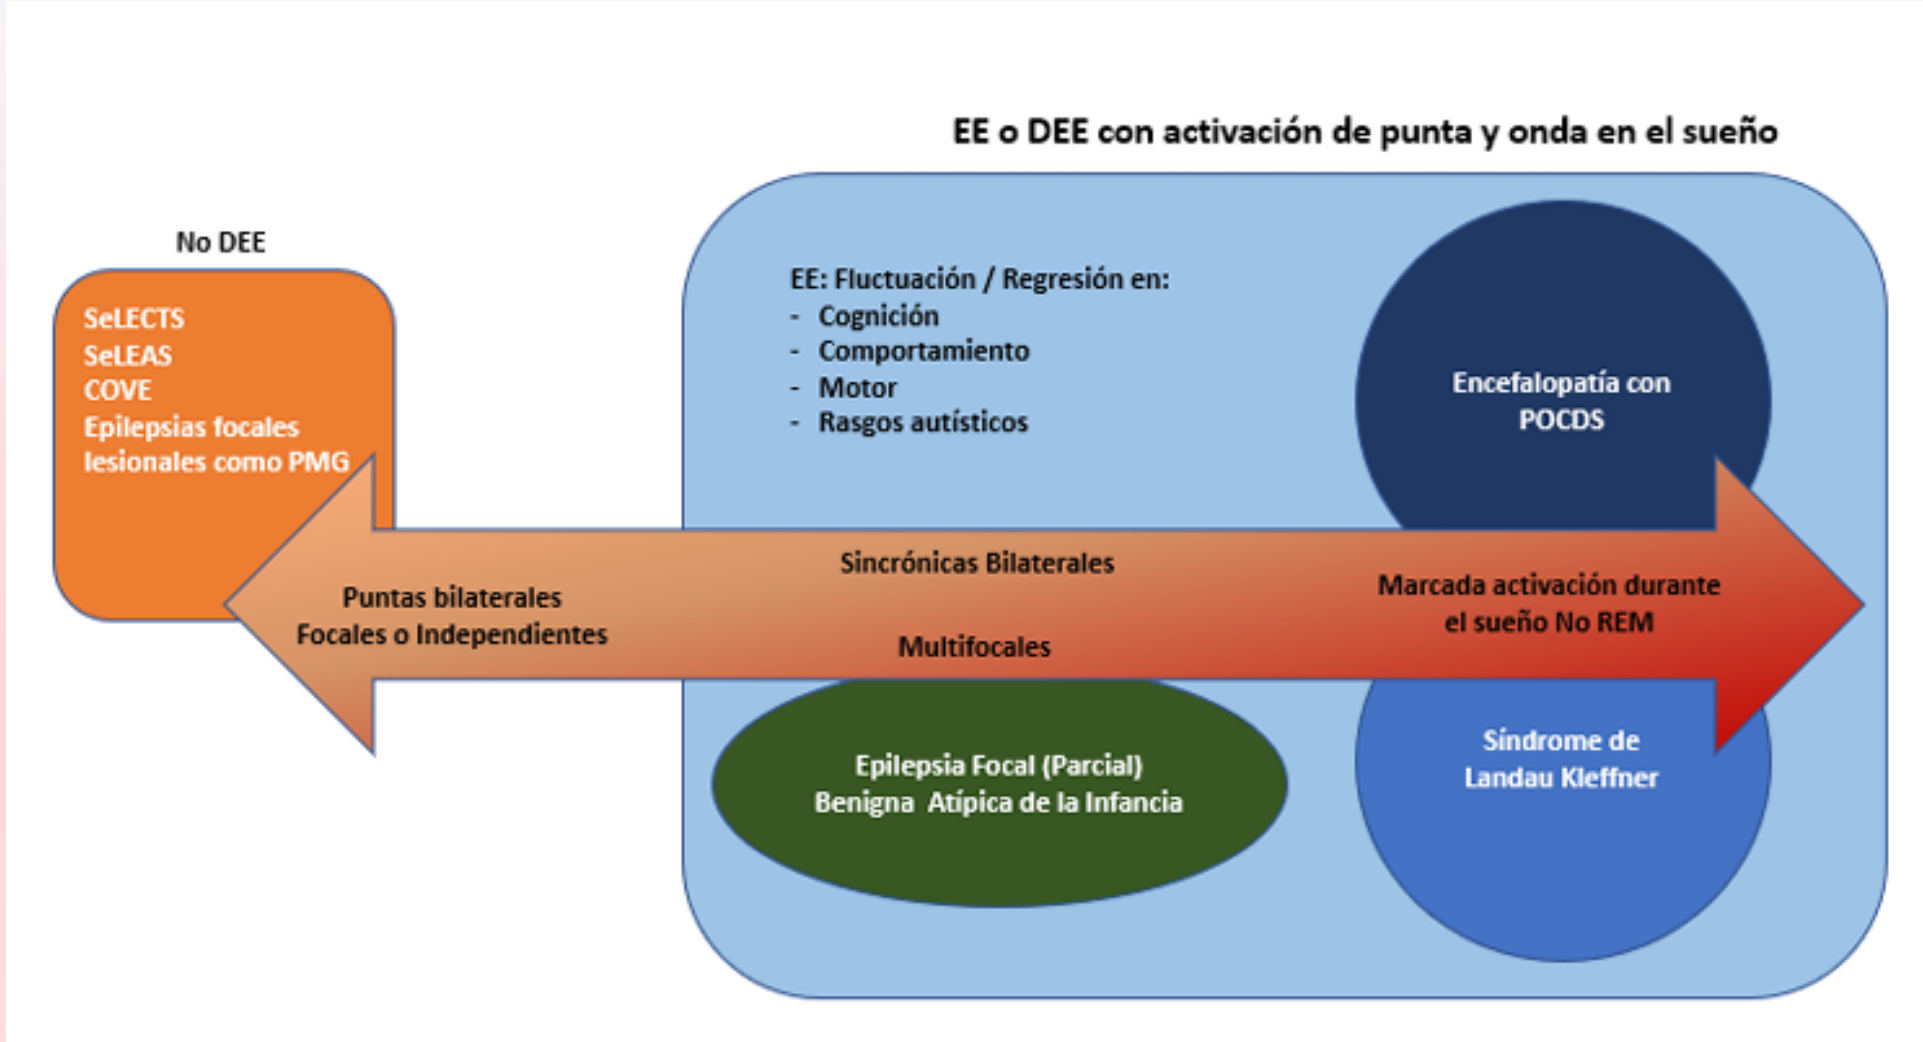 EE o DEE con activación de punta y onda en el sueño
No DEE
SeLECTS
SeLEAS
COVE
Epilepsias focales
lesionales como PMG
EE: Fluctuación / Regresión en:
- Cognición
- Comportamiento
- Motor
- Rasgos autísticos
Encefalopatía con
POCDS
Puntas bilaterales
Focales o Independientes
Sincrónicas Bilaterales
Multifocales
Marcada activación durante
el sueño No REM
Epilepsia Focal (Parcial)
Benigna Atípica de la Infancia
Síndrome de
Landau Kleffner